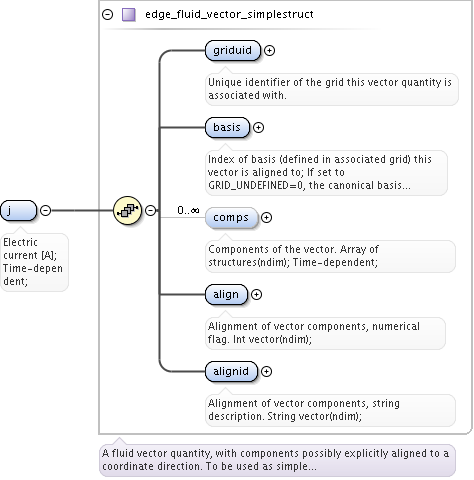 edge_fluid_vector_simplestruct
griduid
Unique identifier of the grid this vector quantity is
associated with.
basis
Index of basis (defined in associated grid) this
vector is aligned to; If set to
GRID_UNDEFINED=0, the canonical basis...
j
Electric
current [A];
Time-depen
dent;
0..∞
comps
Components of the vector. Array of
structures(ndim); Time-dependent;
align
Alignment of vector components, numerical
flag. Int vector(ndim);
alignid
Alignment of vector components, string
description. String vector(ndim);
A fluid vector quantity, with components possibly explicitly aligned to a
coordinate direction. To be used as simple...